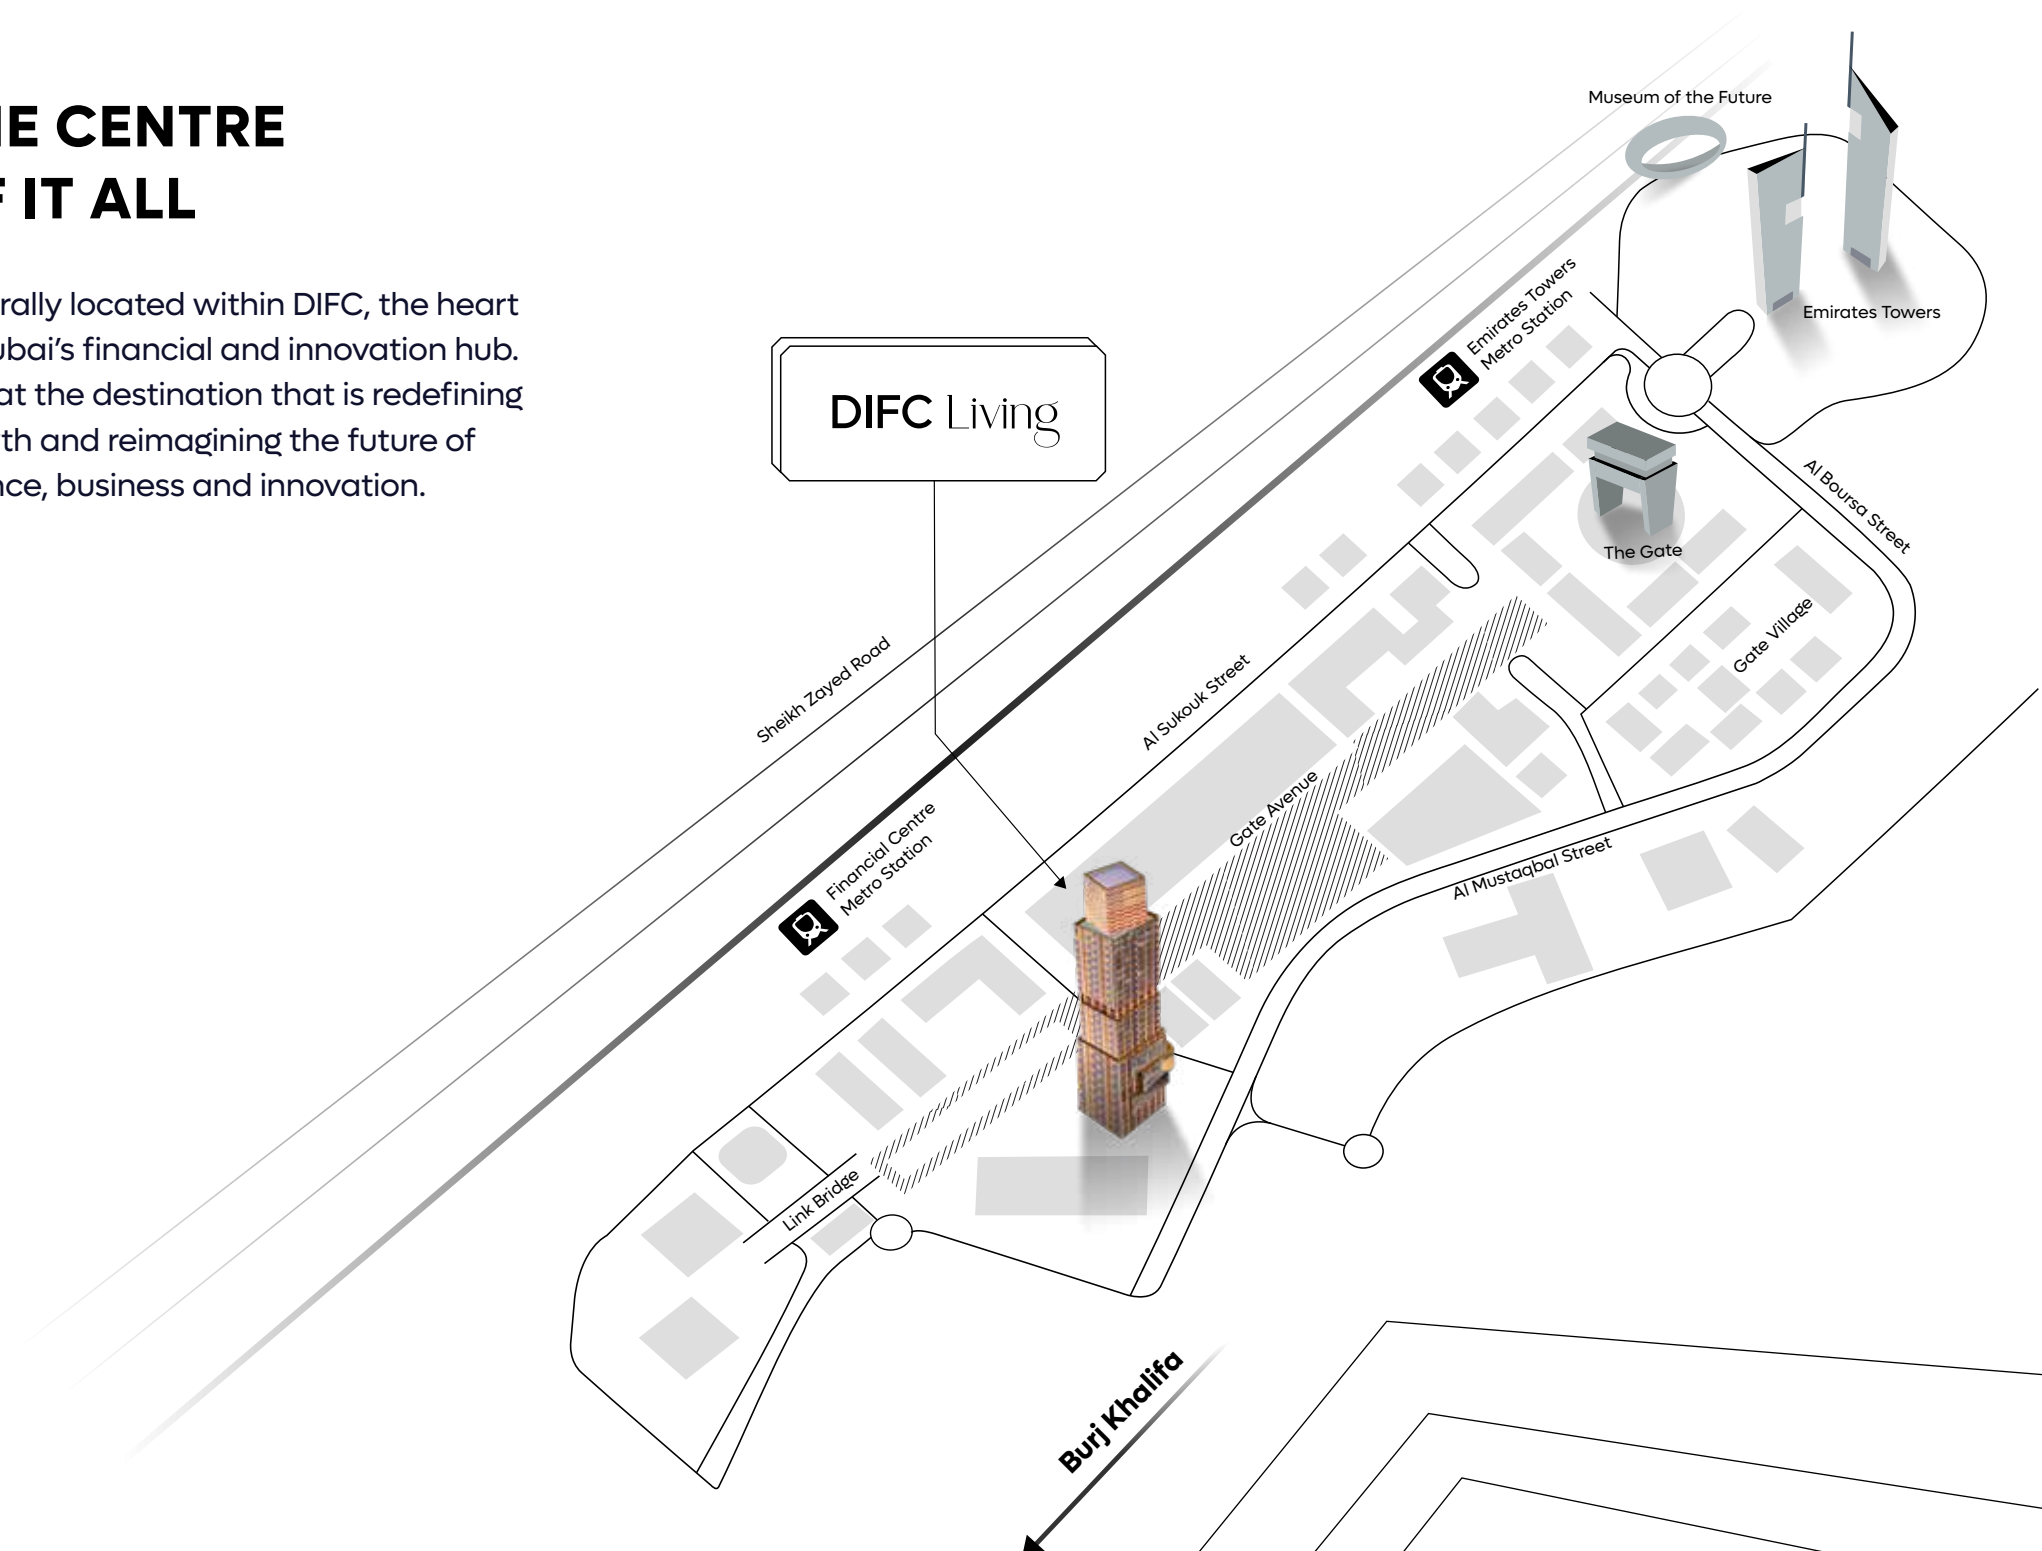 E CENTRE
F IT ALL
rally located within DIFC, the heart
ubai’s financial and innovation hub.
at the destination that is redefining
th and reimagining the future of
nce, business and innovation.
DIFC Living
Museum of the Future
Emirates Towers
Emirates Towers
Metro Station
The Gate
Al Boursa Street
Gate Village
Sheikh Zayed Road
Al Sukouk Street
Gate Avenue
Financial Centre
Metro Station
Al Mustaqbal Street
Link Bridge
Burj Khalifa